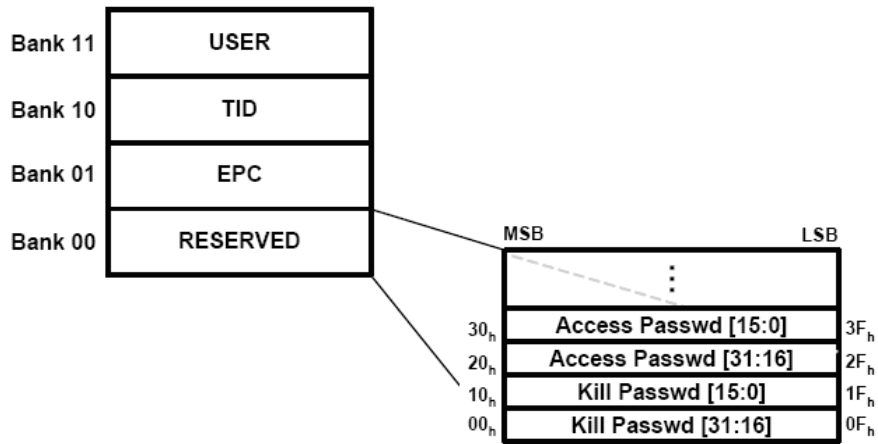 Bank 11 USER
Bank 10 TID
Bank 01 EPC
Bank 00 RESERVED
MSB LSB
⋮
30h Access Passwd [15:0] 3Fh
20h Access Passwd [31:16] 2Fh
10h Kill Passwd [15:0] 1Fh
00h Kill Passwd [31:16] 0Fh